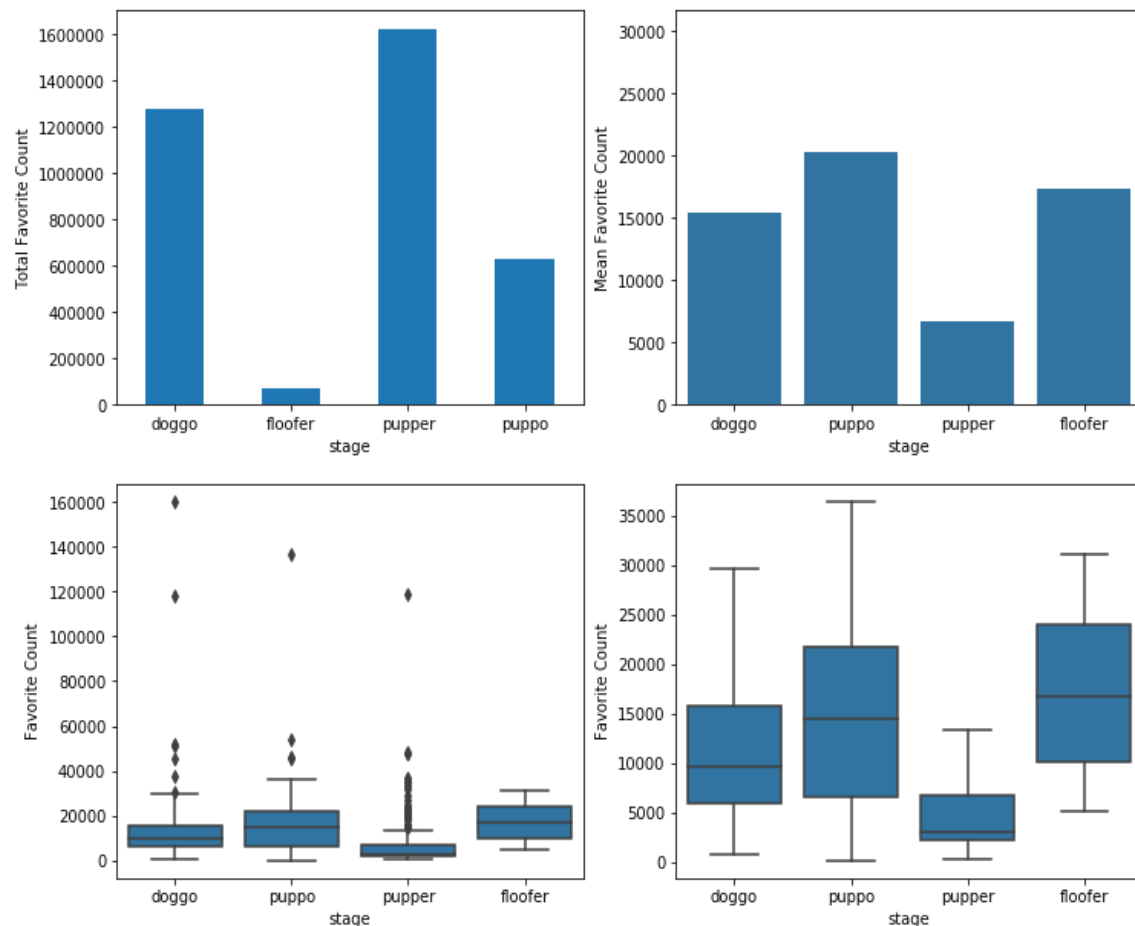 1600000
1400000
1200000
1000000
800000
600000
400000
200000
0
Total Favorite Count
doggo floofer pupper puppo
stage
30000
25000
20000
15000
10000
5000
0
Mean Favorite Count
doggo puppo pupper floofer
stage
160000
140000
120000
100000
80000
60000
40000
20000
0
Favorite Count
doggo puppo pupper floofer
stage
35000
30000
25000
20000
15000
10000
5000
0
Favorite Count
doggo puppo pupper floofer
stage